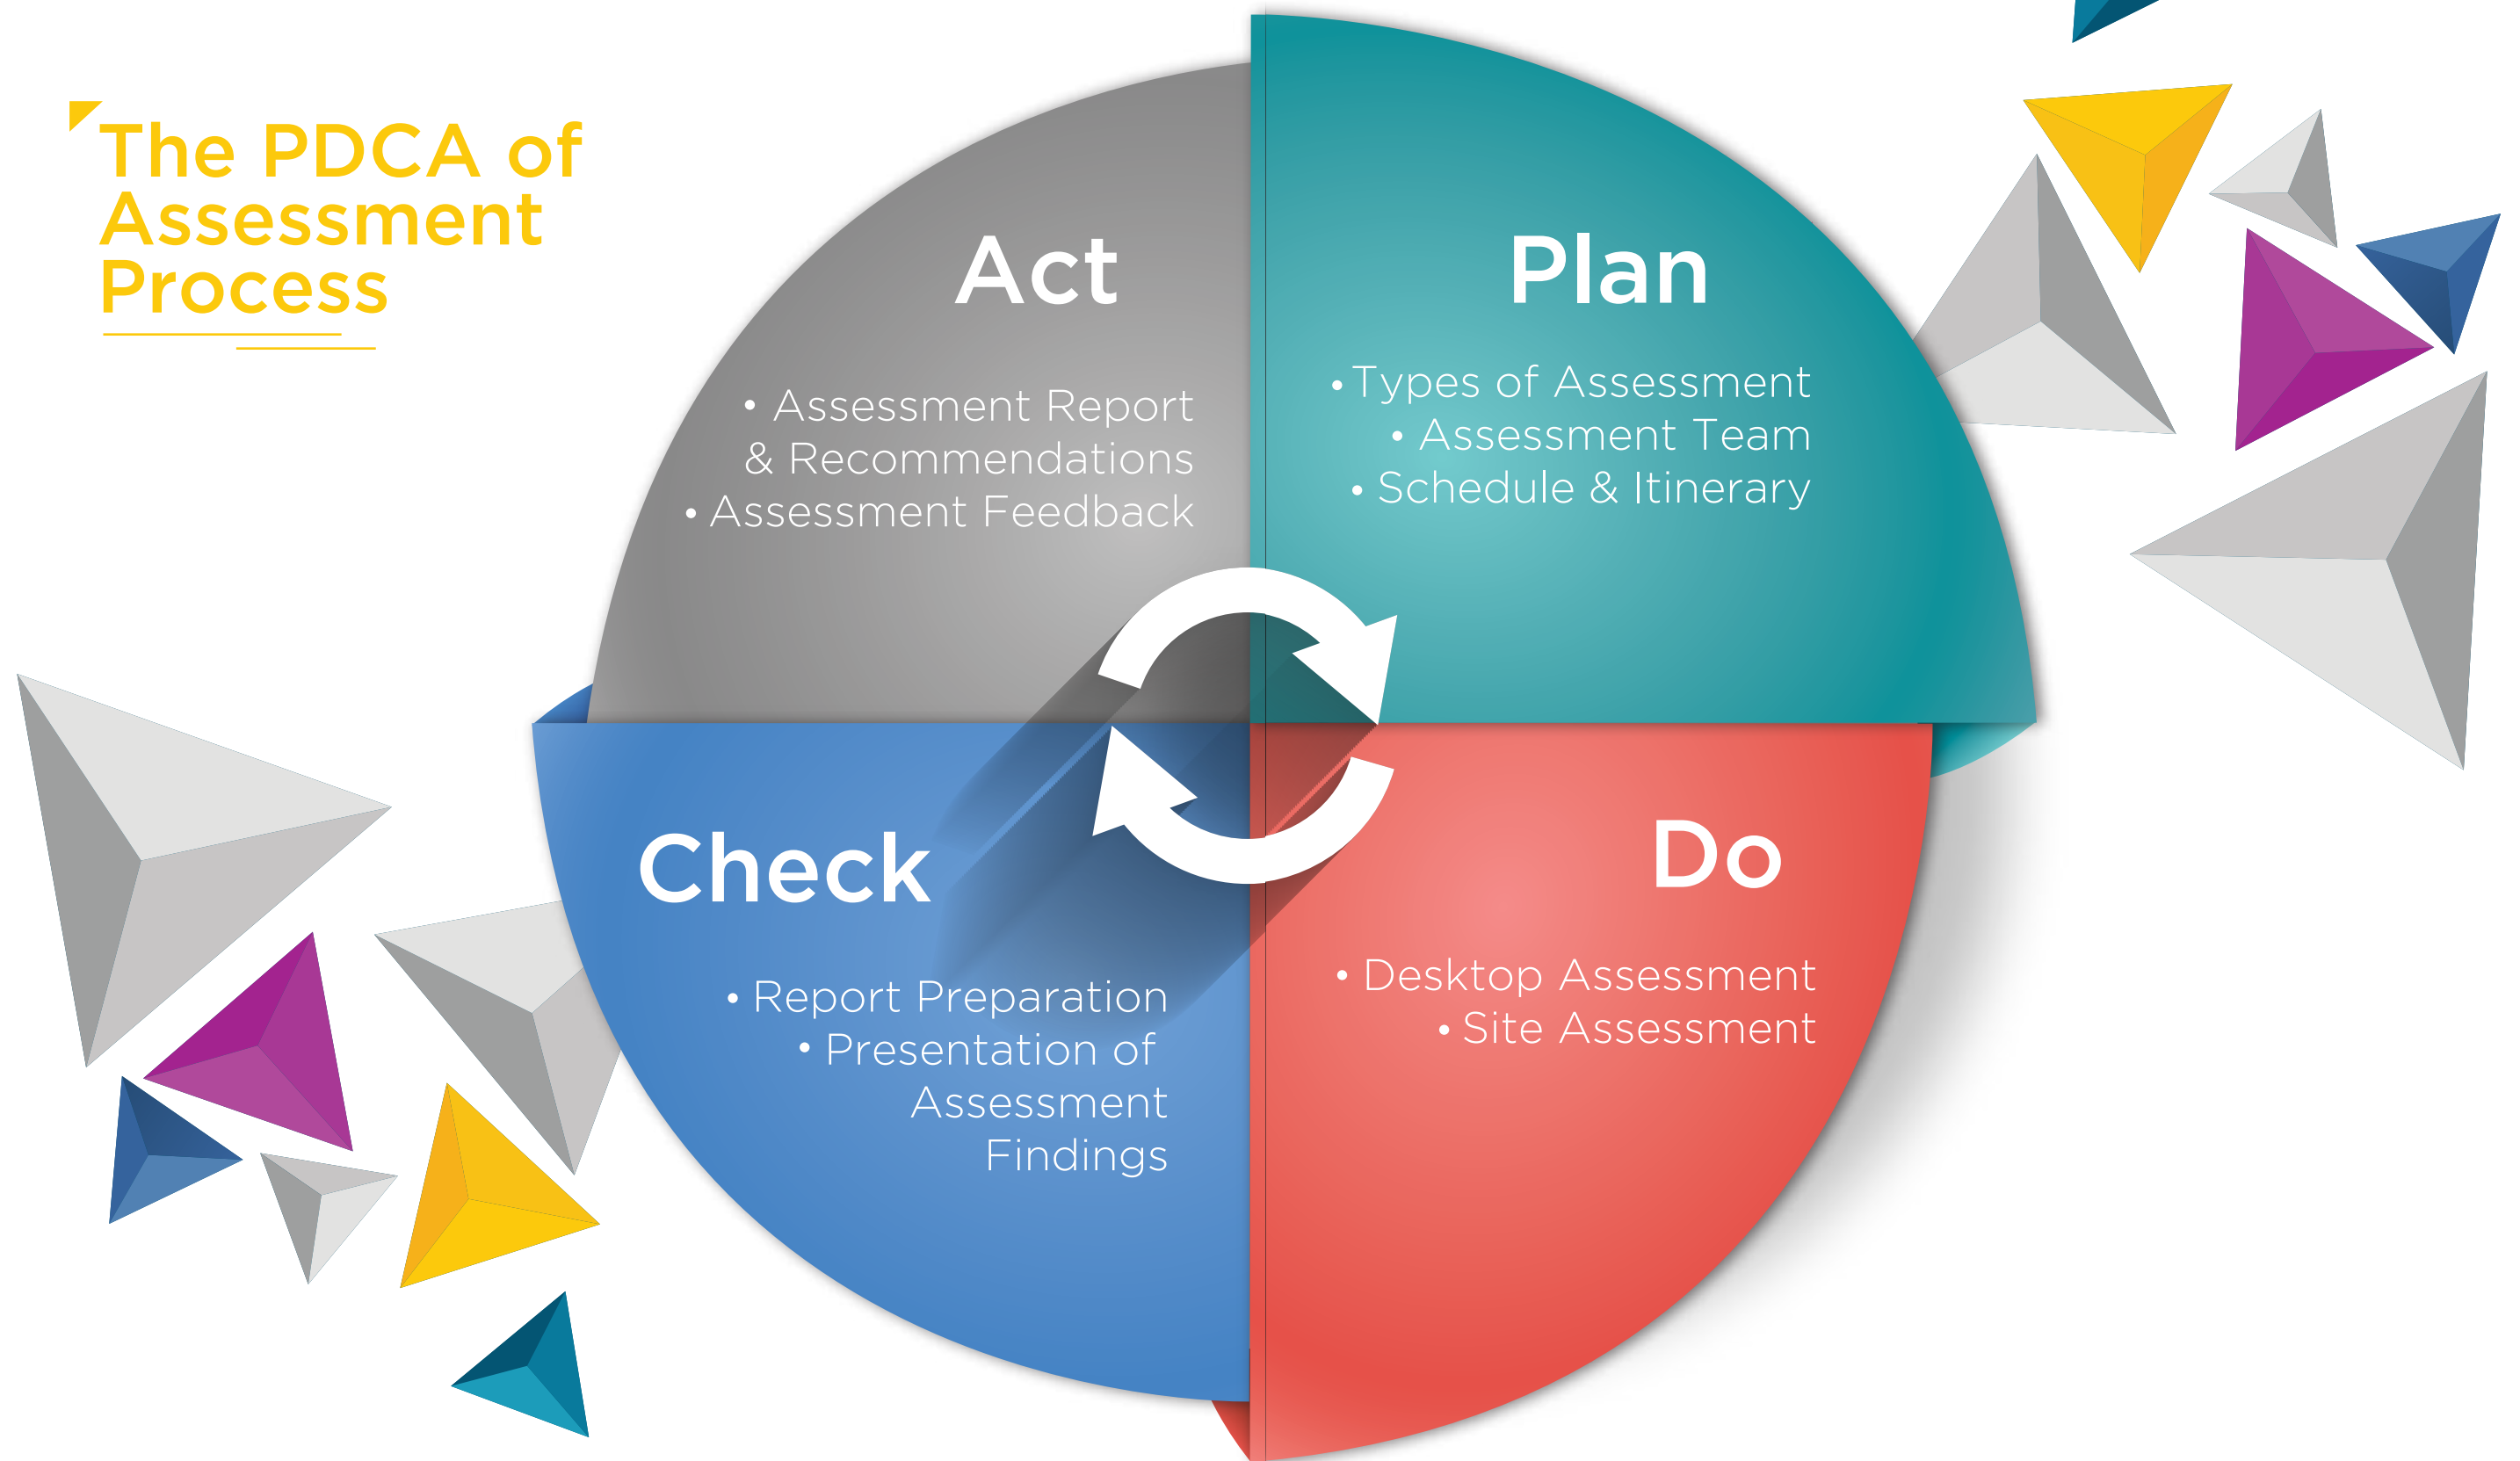 The PDCA of
Assessment
Process
Act
• Assessment Report
& Recommendations
• Assessment Feedback
Plan
• Types of Assessment
• Assessment Team
• Schedule & Itinerary
Check
• Report Preparation
• Presentation of
Assessment
Findings
Do
• Desktop Assessment
• Site Assessment